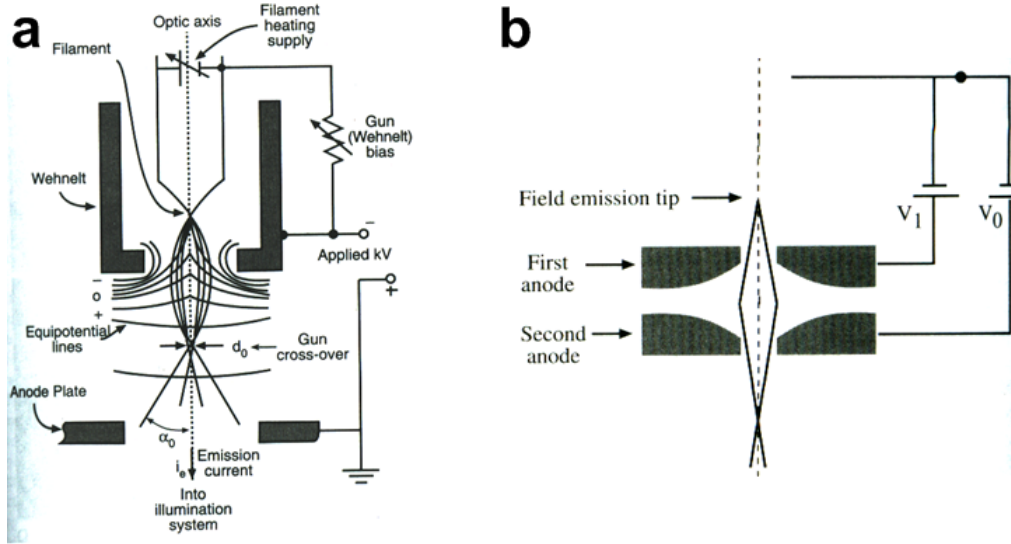 a
Optic axis
Filament
heating
supply
Filament
Gun
(Wehnelt)
bias
Wehnelt
−
Applied kV
+
−
o
+
Equipotential
lines
d₀
Gun
cross-over
Anode Plate
α₀
Emission
current
iₑ
Into
illumination
system
b
Field emission tip
V₁
V₀
First
anode
Second
anode